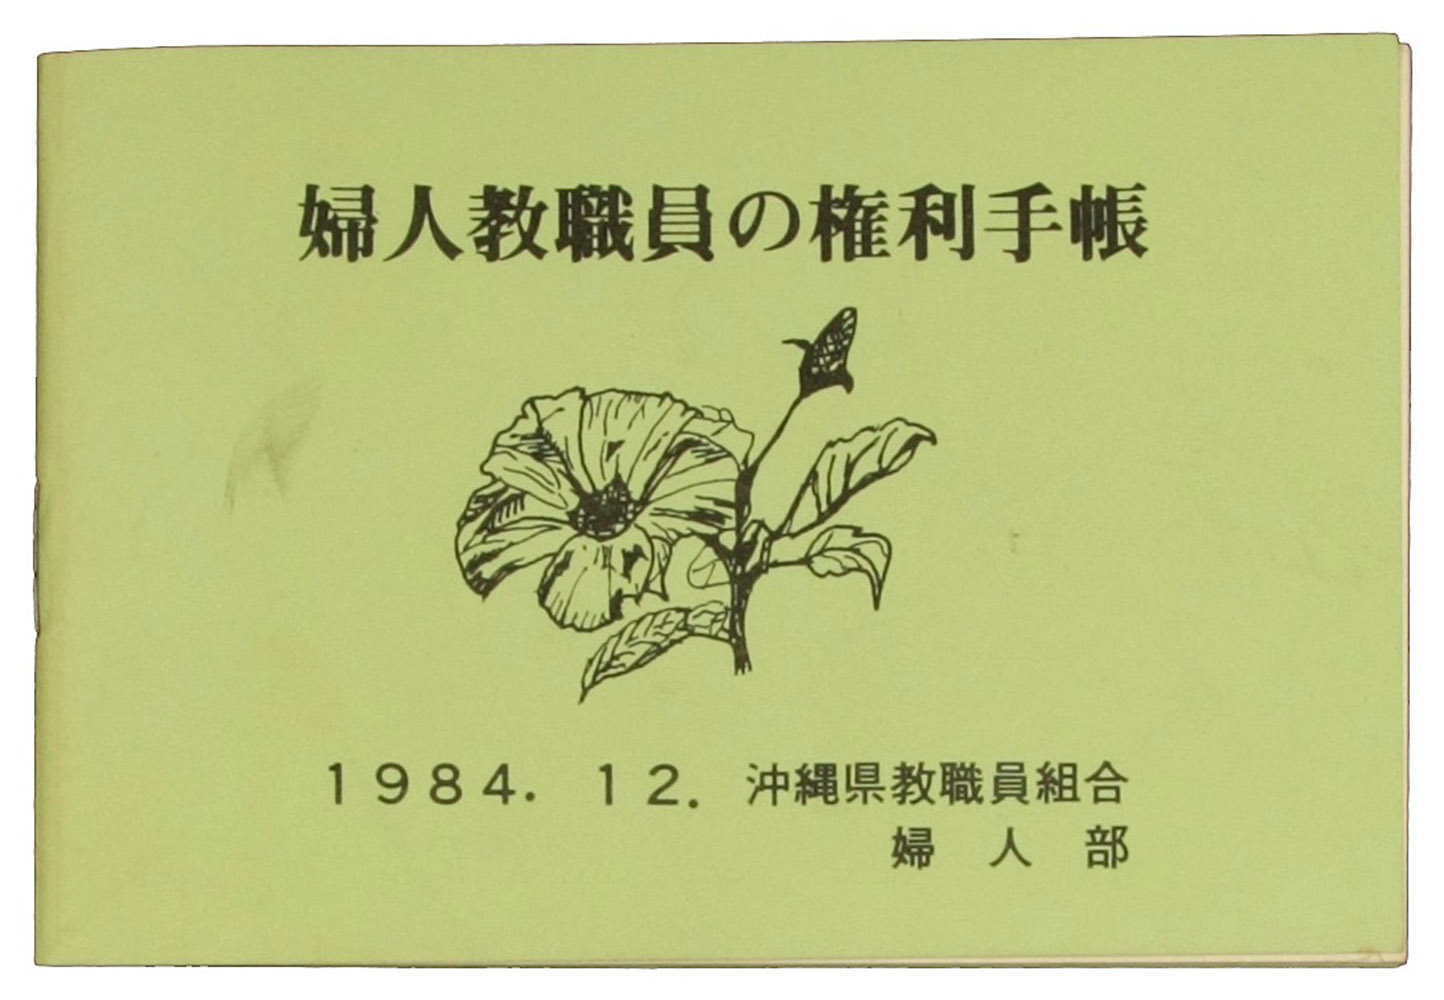 婦人教職員の権利手帳
1984. 12. 沖縄県教職員組合
婦 人 部